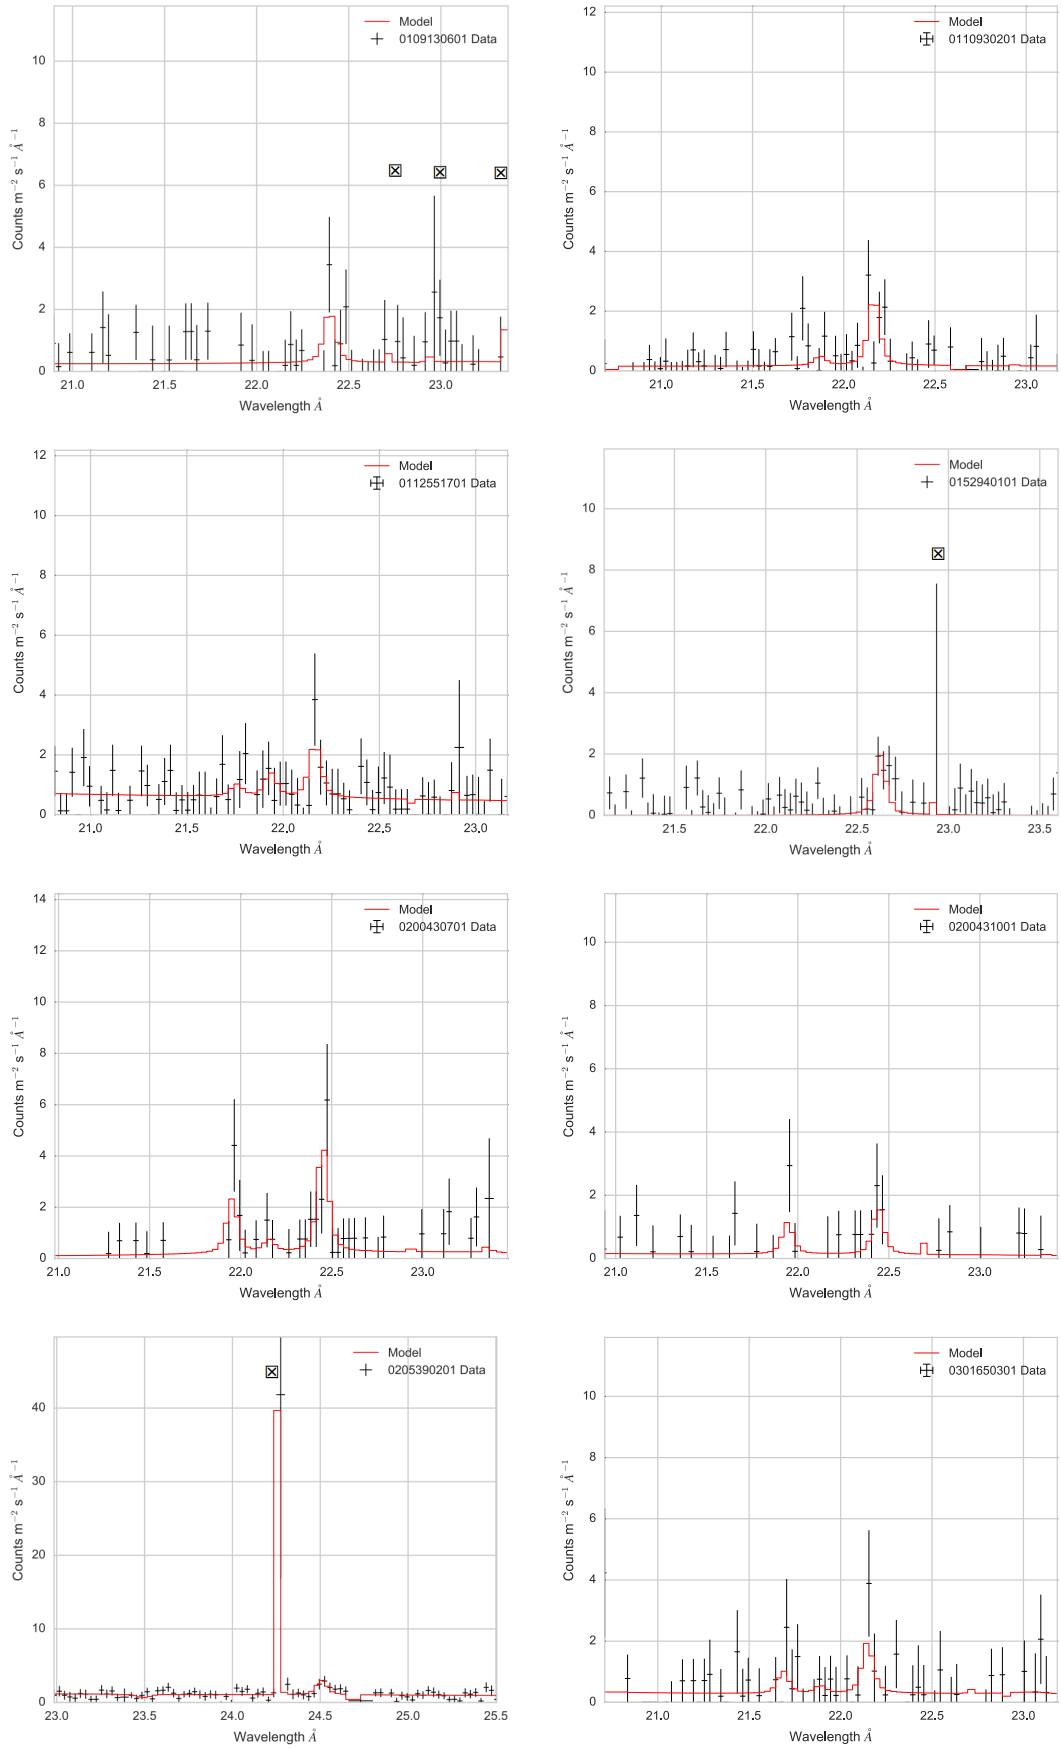 Model
0109130601 Data
10
8
6
4
2
0
Counts m⁻² s⁻¹ Å⁻¹
21.0 21.5 22.0 22.5 23.0
Wavelength Å
Model
0110930201 Data
12
10
8
6
4
2
0
Counts m⁻² s⁻¹ Å⁻¹
21.0 21.5 22.0 22.5 23.0
Wavelength Å
Model
0112551701 Data
12
10
8
6
4
2
0
Counts m⁻² s⁻¹ Å⁻¹
21.0 21.5 22.0 22.5 23.0
Wavelength Å
Model
0152940101 Data
10
8
6
4
2
0
Counts m⁻² s⁻¹ Å⁻¹
21.5 22.0 22.5 23.0 23.5
Wavelength Å
Model
0200430701 Data
14
12
10
8
6
4
2
0
Counts m⁻² s⁻¹ Å⁻¹
21.0 21.5 22.0 22.5 23.0
Wavelength Å
Model
0200431001 Data
10
8
6
4
2
0
Counts m⁻² s⁻¹ Å⁻¹
21.0 21.5 22.0 22.5 23.0
Wavelength Å
Model
0205390201 Data
40
30
20
10
0
Counts m⁻² s⁻¹ Å⁻¹
23.0 23.5 24.0 24.5 25.0 25.5
Wavelength Å
Model
0301650301 Data
10
8
6
4
2
0
Counts m⁻² s⁻¹ Å⁻¹
21.0 21.5 22.0 22.5 23.0
Wavelength Å